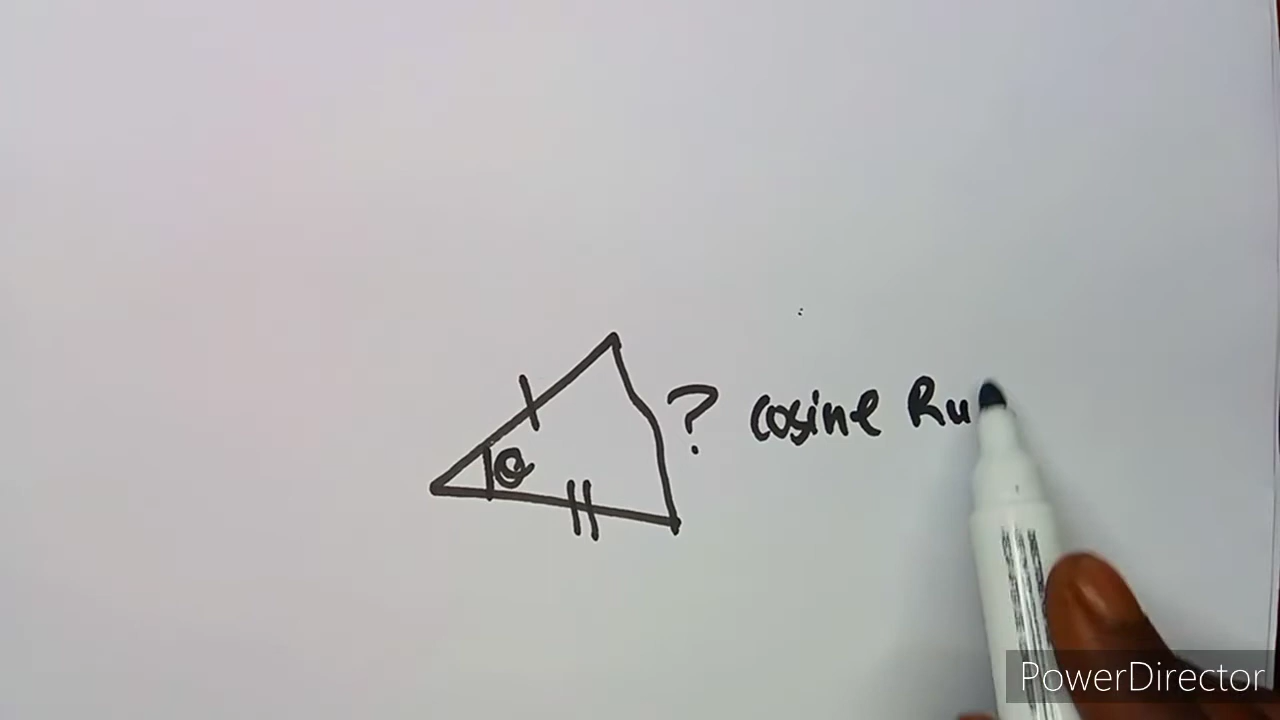 θ ? cosine Ru
PowerDirector